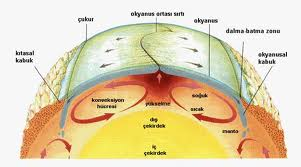 okyanus ortası sırtı
çukur
okyanus
dalma-batma zonu
kıtasal
kabuk
okyanusal
kabuk
konveksiyon
hücresi
yükselme
soğuk
sıcak
dış
çekirdek
manto
iç
çekirdek